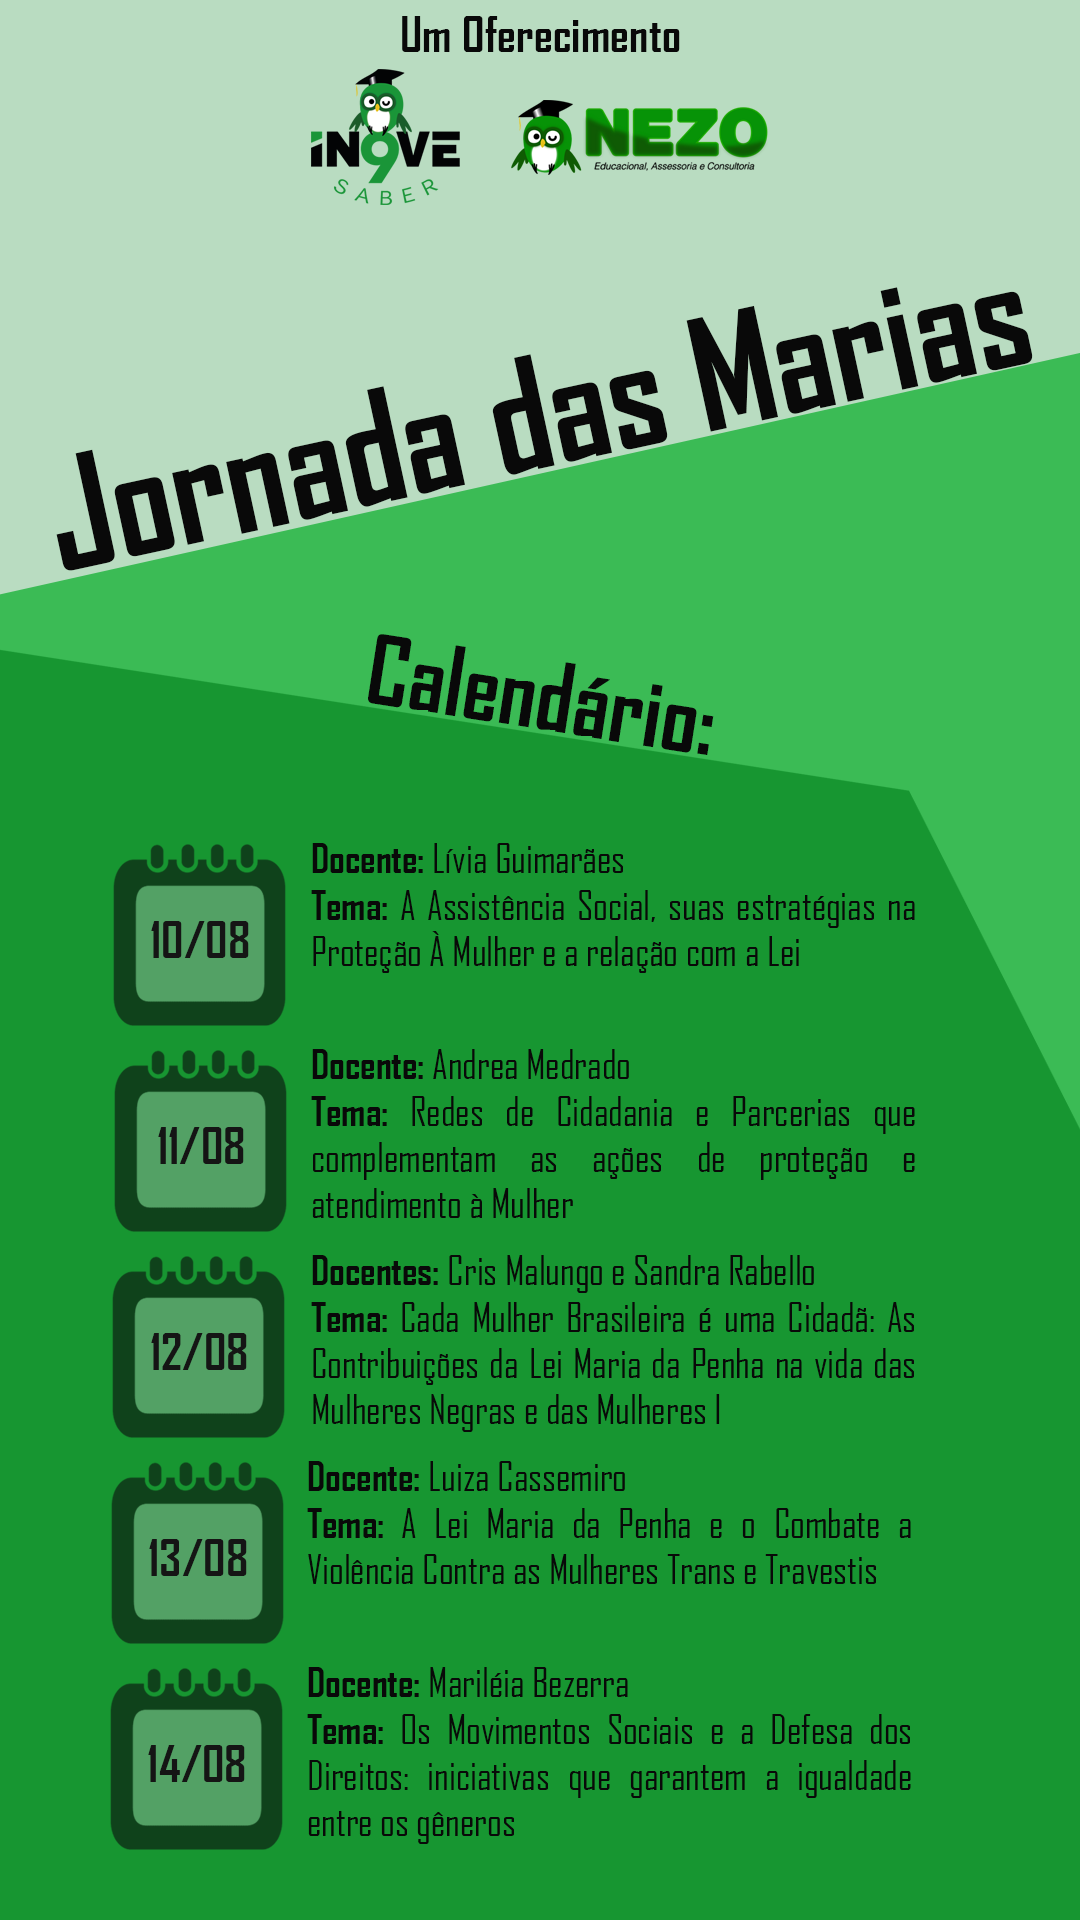 Um Oferecimento
iN9VE
SABER
NEZO
Educacional, Assessoria e Consultoria
Jornada das Marias
Calendário:
10/08
Docente: Lívia Guimarães
Tema: A Assistência Social, suas estratégias na
Proteção À Mulher e a relação com a Lei
11/08
Docente: Andrea Medrado
Tema: Redes de Cidadania e Parcerias que
complementam as ações de proteção e
atendimento à Mulher
12/08
Docentes: Cris Malungo e Sandra Rabello
Tema: Cada Mulher Brasileira é uma Cidadã: As
Contribuições da Lei Maria da Penha na vida das
Mulheres Negras e das Mulheres I
13/08
Docente: Luiza Cassemiro
Tema: A Lei Maria da Penha e o Combate a
Violência Contra as Mulheres Trans e Travestis
14/08
Docente: Mariléia Bezerra
Tema: Os Movimentos Sociais e a Defesa dos
Direitos: iniciativas que garantem a igualdade
entre os gêneros